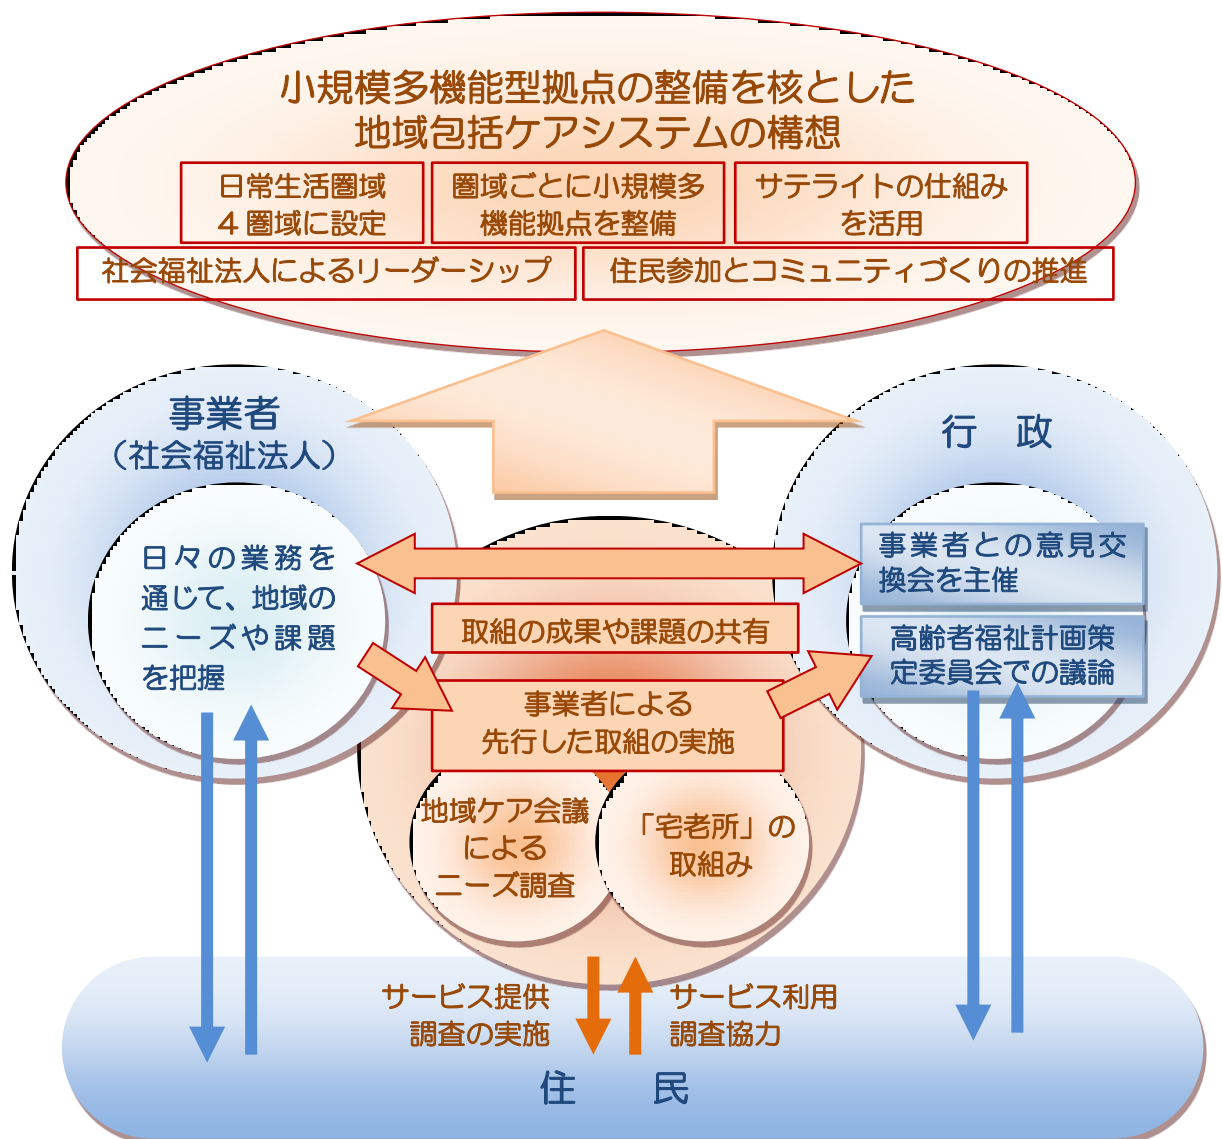 小規模多機能型拠点の整備を核とした
地域包括ケアシステムの構想
日常生活圏域
4圏域に設定
圏域ごとに小規模多
機能拠点を整備
サテライトの仕組み
を活用
社会福祉法人によるリーダーシップ
住民参加とコミュニティづくりの推進
事業者
（社会福祉法人）
日々の業務を
通じて、地域の
ニーズや課題
を把握
行　政
事業者との意見交
換会を主催
高齢者福祉計画策
定委員会での議論
取組の成果や課題の共有
事業者による
先行した取組の実施
地域ケア会議
による
ニーズ調査
「宅老所」の
取組み
サービス提供
調査の実施
サービス利用
調査協力
住　民